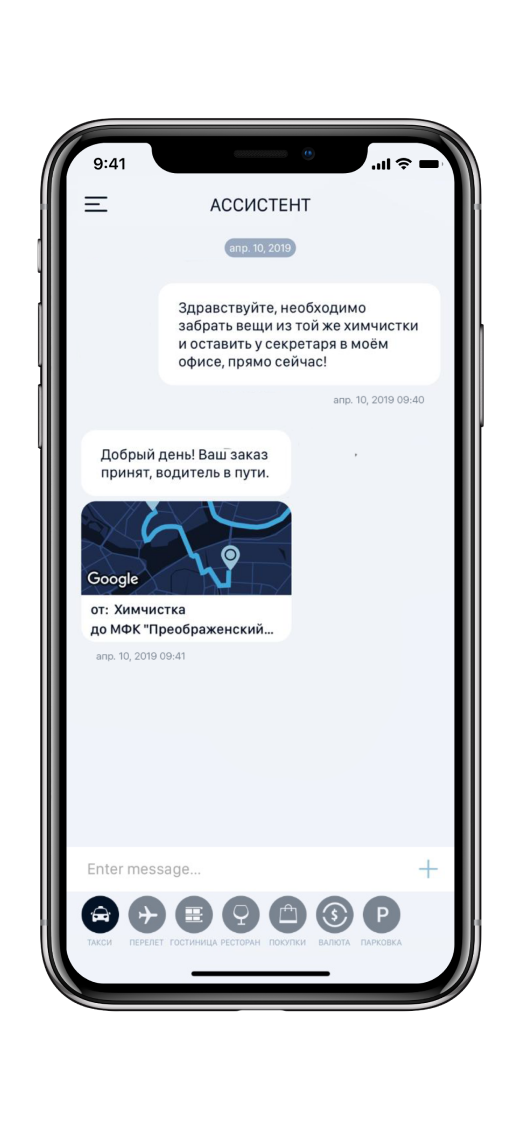 9:41
АССИСТЕНТ
апр. 10, 2019
Здравствуйте, необходимо
забрать вещи из той же химчистки
и оставить у секретаря в моём
офисе, прямо сейчас!
апр. 10, 2019 09:40
Добрый день! Ваш заказ
принят, водитель в пути.
Google
от: Химчистка
до МФК "Преображенский...
апр. 10, 2019 09:41
Enter message...
$ P
ТАКСИ ПЕРЕЛЕТ ГОСТИНИЦА РЕСТОРАН ПОКУПКИ ВАЛЮТА ПАРКОВКА